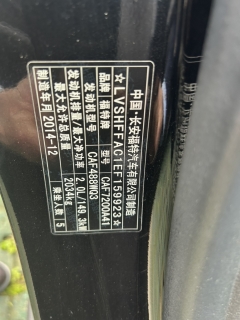 中国·长安福特汽车有限公司制造
☆LVSHFFAC1EF159923☆
品牌 福特牌 CAF7200A41
发动机型号 CAF488WQ3
发动机排量/最大净功率 2.0L/149.3kW
最大允许总质量 2034kg
制造年月 2014-12 乘坐人数 5